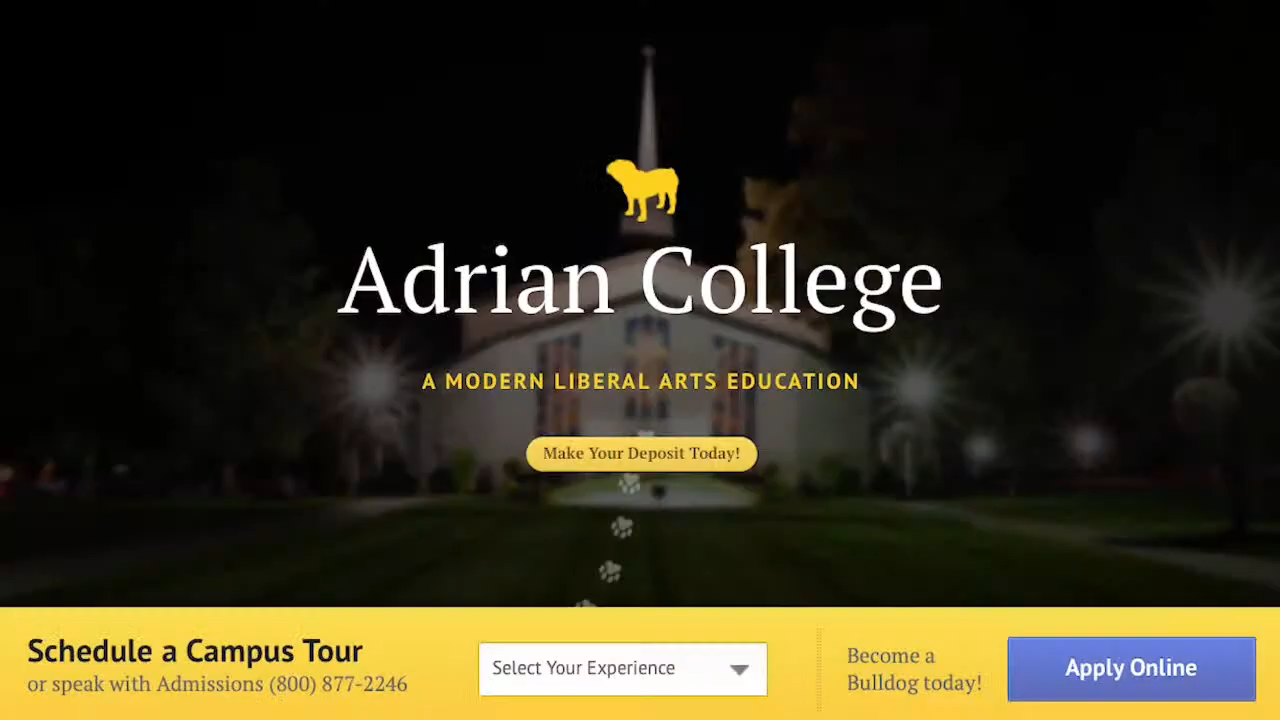 Adrian College
A MODERN LIBERAL ARTS EDUCATION
Make Your Deposit Today!
Schedule a Campus Tour
or speak with Admissions (800) 877-2246
Select Your Experience
Become a
Bulldog today!
Apply Online